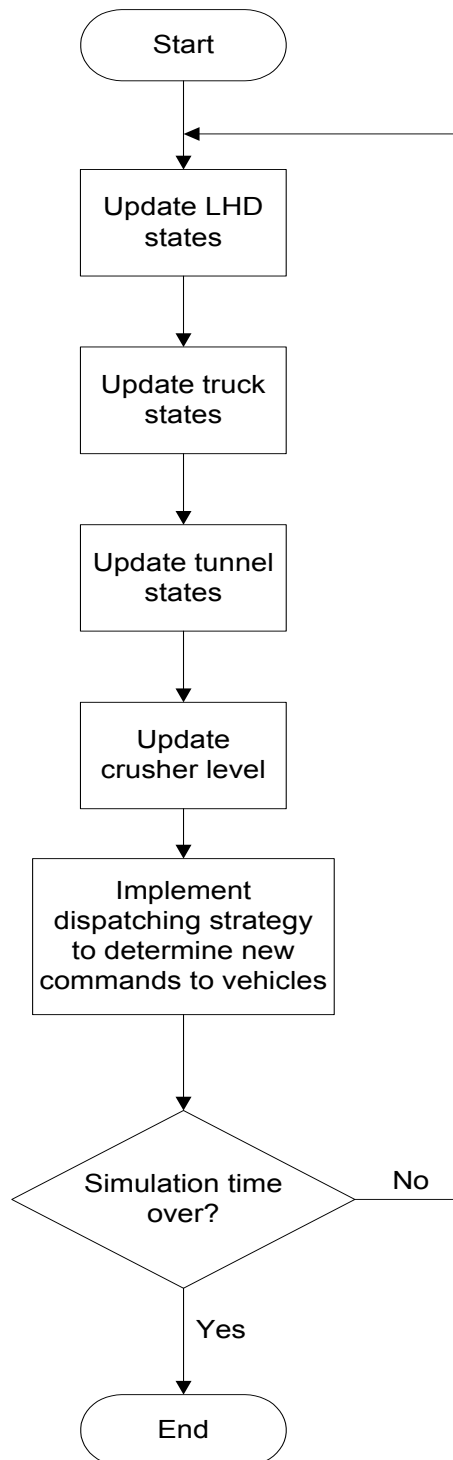 Start
Update LHD
states
Update truck
states
Update tunnel
states
Update
crusher level
Implement
dispatching strategy
to determine new
commands to vehicles
Simulation time
over?
No
Yes
End